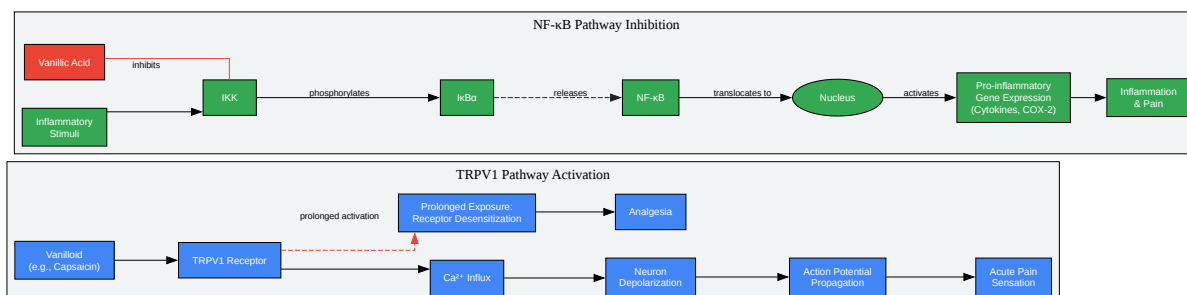 NF-κB Pathway Inhibition
Vanillic Acid
inhibits
Inflammatory
Stimuli
IKK
phosphorylates
IκBα
releases
NF-κB
translocates to
Nucleus
activates
Pro-inflammatory
Gene Expression
(Cytokines, COX-2)
Inflammation
& Pain
TRPV1 Pathway Activation
Vanilloid
(e.g., Capsaicin)
TRPV1 Receptor
prolonged activation
Prolonged Exposure:
Receptor Desensitization
Analgesia
Ca²⁺ Influx
Neuron
Depolarization
Action Potential
Propagation
Acute Pain
Sensation